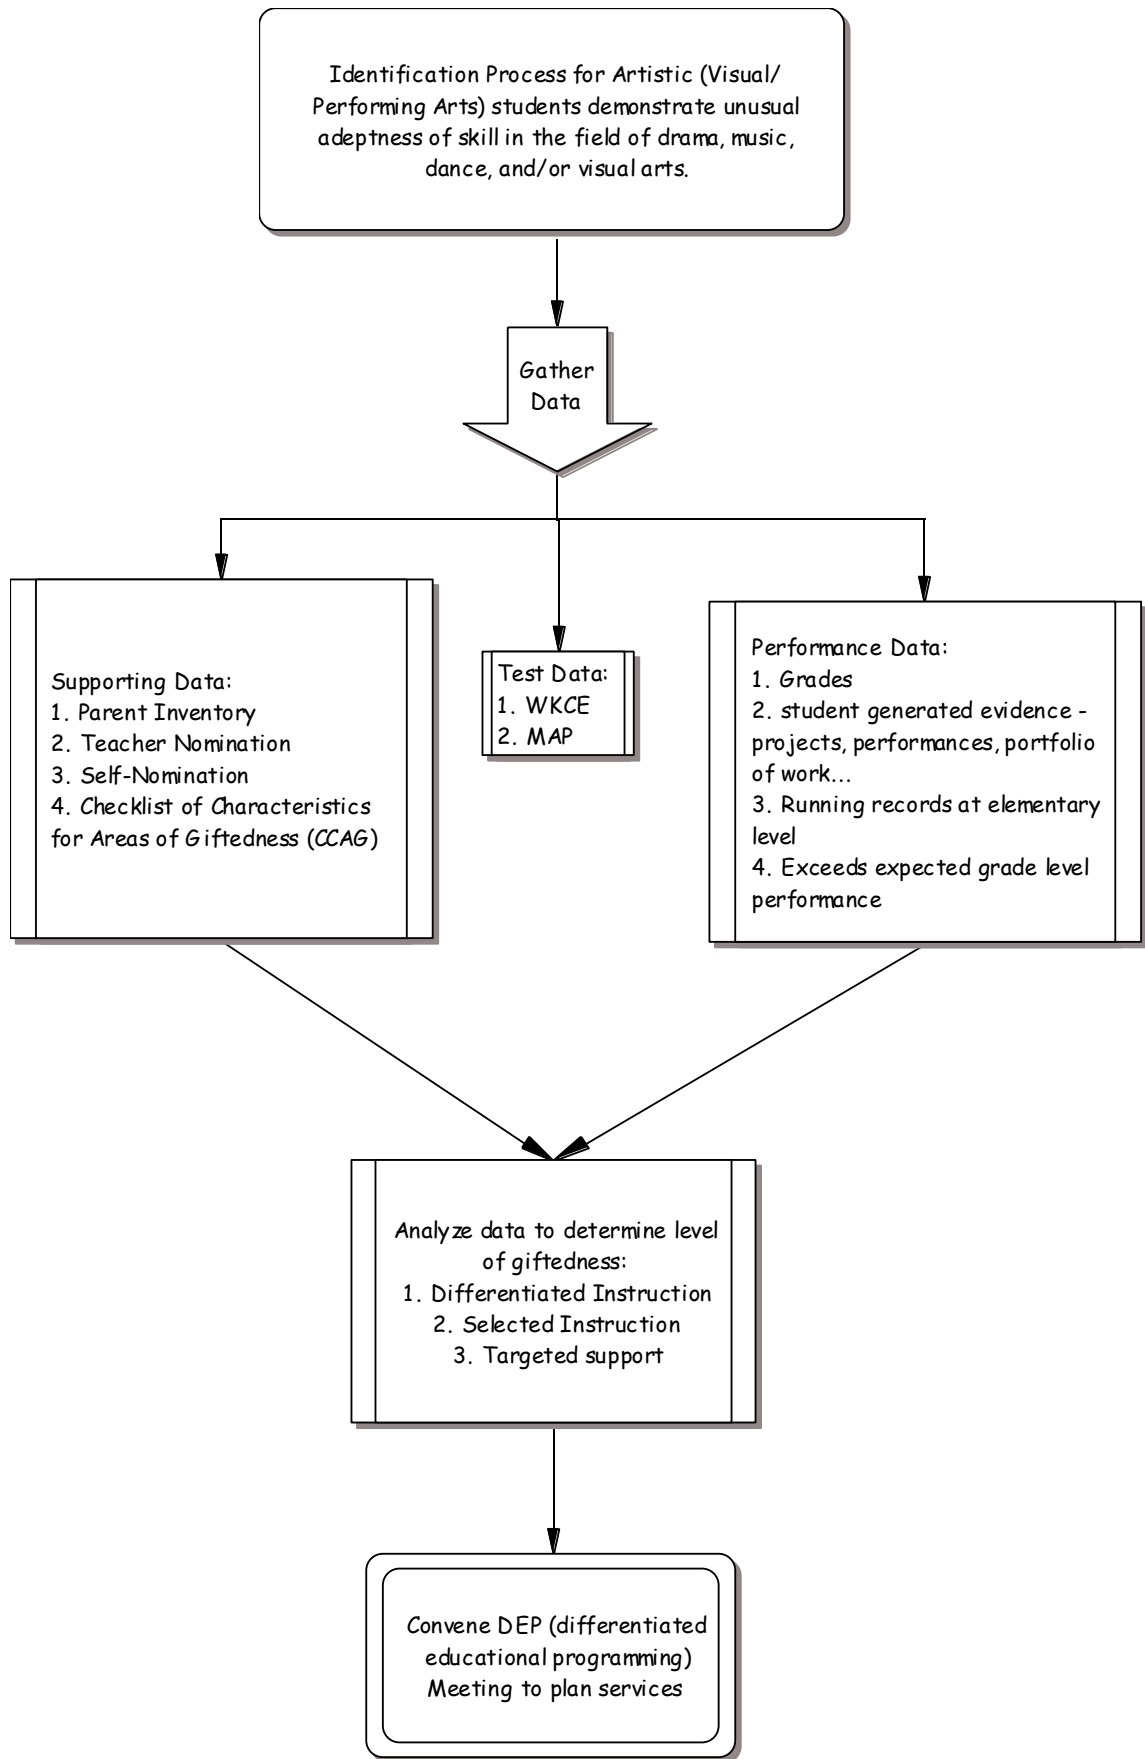 Identification Process for Artistic (Visual/
Performing Arts) students demonstrate unusual
adeptness of skill in the field of drama, music,
dance, and/or visual arts.
Gather
Data
Supporting Data:
1. Parent Inventory
2. Teacher Nomination
3. Self-Nomination
4. Checklist of Characteristics
for Areas of Giftedness (CCAG)
Test Data:
1. WKCE
2. MAP
Performance Data:
1. Grades
2. student generated evidence -
projects, performances, portfolio
of work...
3. Running records at elementary
level
4. Exceeds expected grade level
performance
Analyze data to determine level
of giftedness:
1. Differentiated Instruction
2. Selected Instruction
3. Targeted support
Convene DEP (differentiated
educational programming)
Meeting to plan services